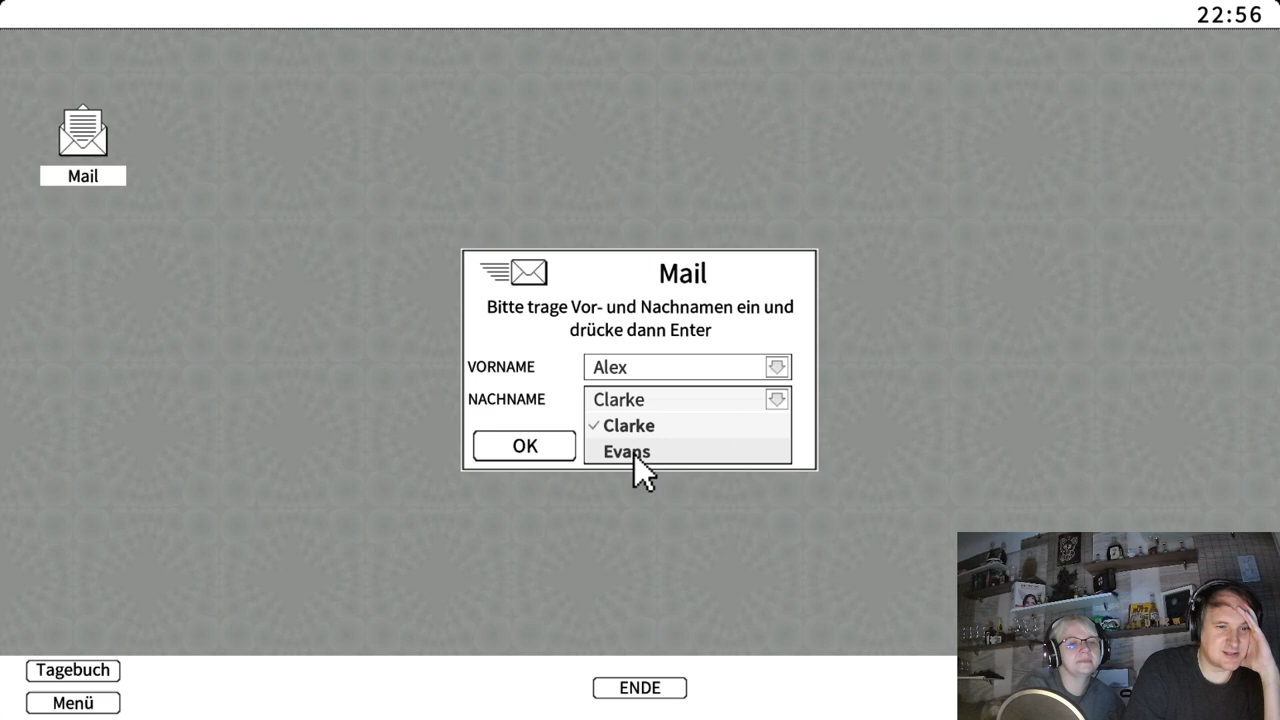 22:56
Mail
Mail
Bitte trage Vor- und Nachnamen ein und
drücke dann Enter
VORNAME
Alex
NACHNAME
Clarke
Clarke
Evans
OK
Tagebuch
Menü
ENDE